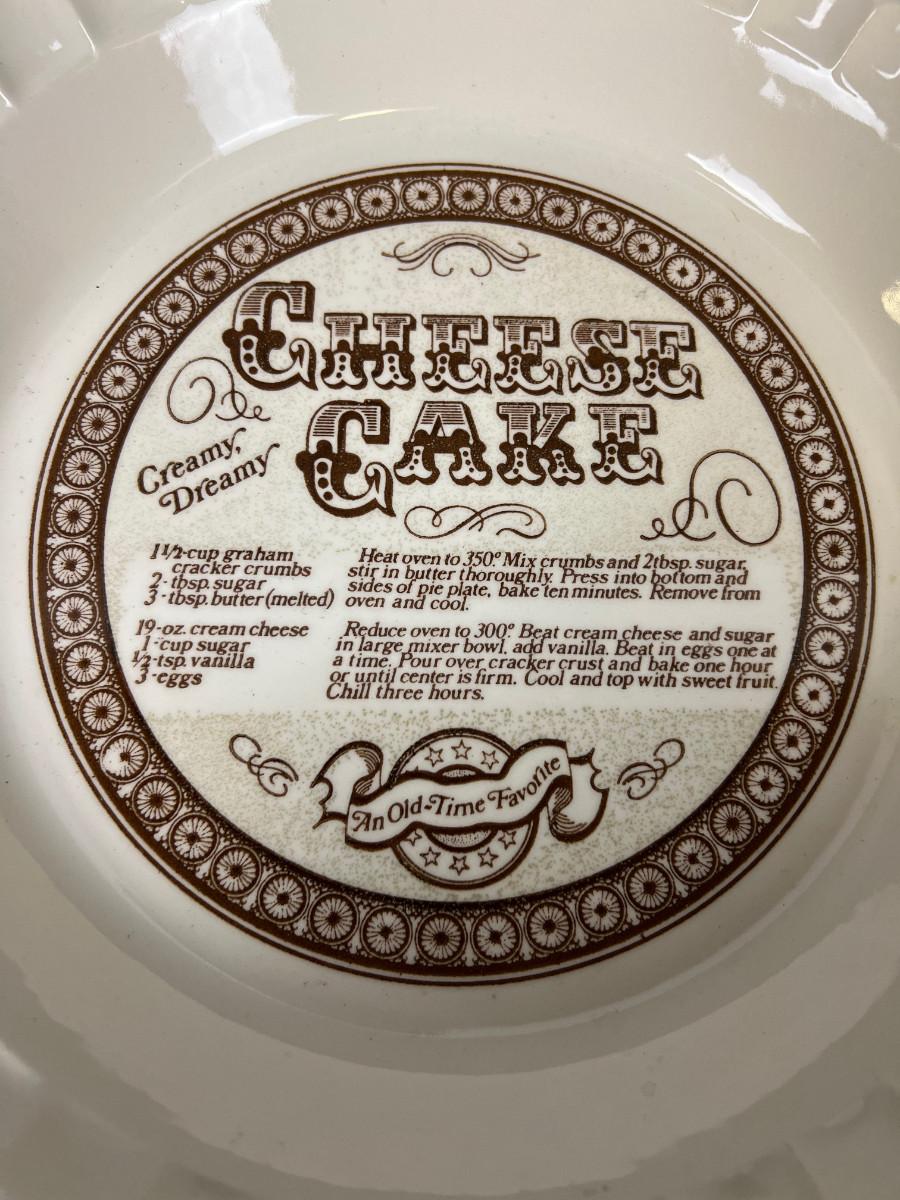 CHEESE
CAKE
Creamy,
Dreamy
1 1/2-cup graham
cracker crumbs
2-tbsp. sugar
3-tbsp. butter (melted)
Heat oven to 350° Mix crumbs and 2tbsp. sugar,
stir in butter thoroughly. Press into bottom and
sides of pie plate, bake ten minutes. Remove from
oven and cool.
19-oz. cream cheese
1-cup sugar
1/2-tsp. vanilla
3-eggs
Reduce oven to 300° Beat cream cheese and sugar
in large mixer bowl, add vanilla. Beat in eggs one at
a time. Pour over cracker crust and bake one hour
or until center is firm. Cool and top with sweet fruit.
Chill three hours.
An Old-Time Favorite